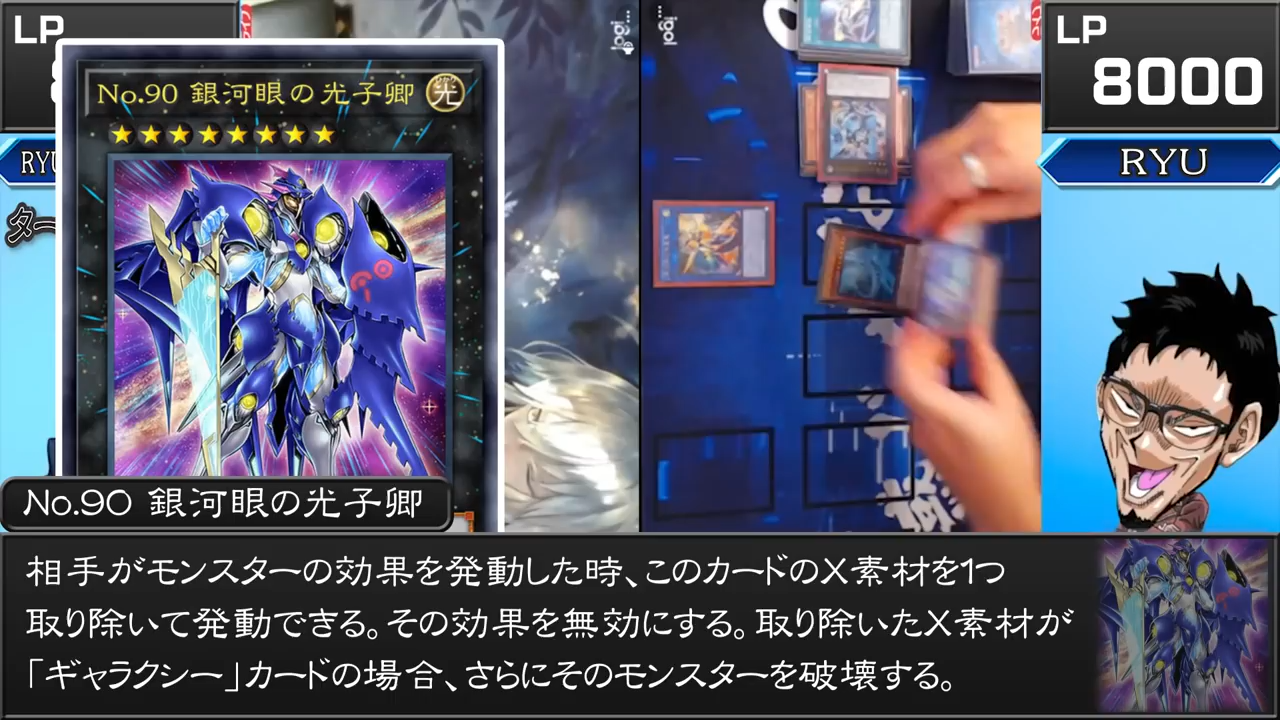 LP
LP
8000
RYU
RYU
ター
No.90 銀河眼の光子卿
光
No.90 銀河眼の光子卿
相手がモンスターの効果を発動した時、このカードのX素材を1つ
取り除いて発動できる。その効果を無効にする。取り除いたX素材が
「ギャラクシー」カードの場合、さらにそのモンスターを破壊する。